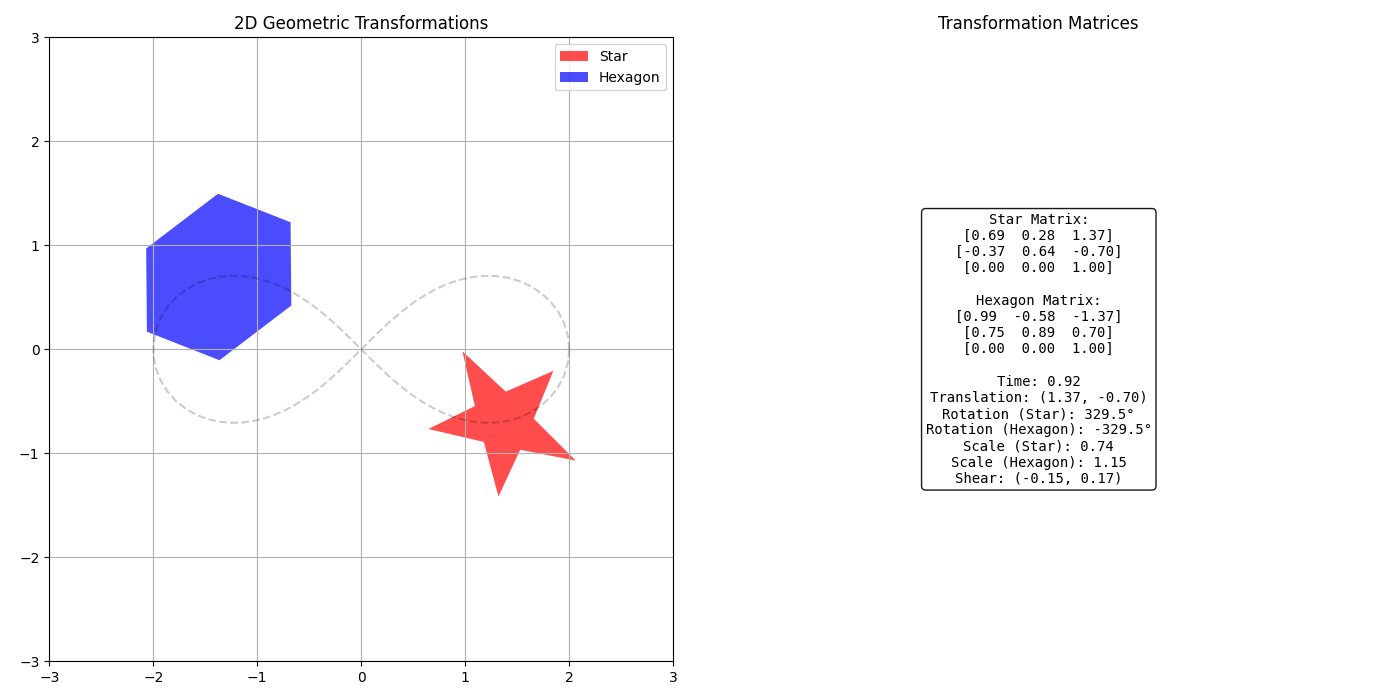 2D Geometric Transformations
3
2
1
0
−1
−2
−3
−3
−2
−1
0
1
2
3
Star
Hexagon
Transformation Matrices
Star Matrix:
[0.69  0.28  1.37]
[-0.37  0.64  -0.70]
[0.00  0.00  1.00]
Hexagon Matrix:
[0.99  -0.58  -1.37]
[0.75  0.89  0.70]
[0.00  0.00  1.00]
Time: 0.92
Translation: (1.37, -0.70)
Rotation (Star): 329.5°
Rotation (Hexagon): -329.5°
Scale (Star): 0.74
Scale (Hexagon): 1.15
Shear: (-0.15, 0.17)